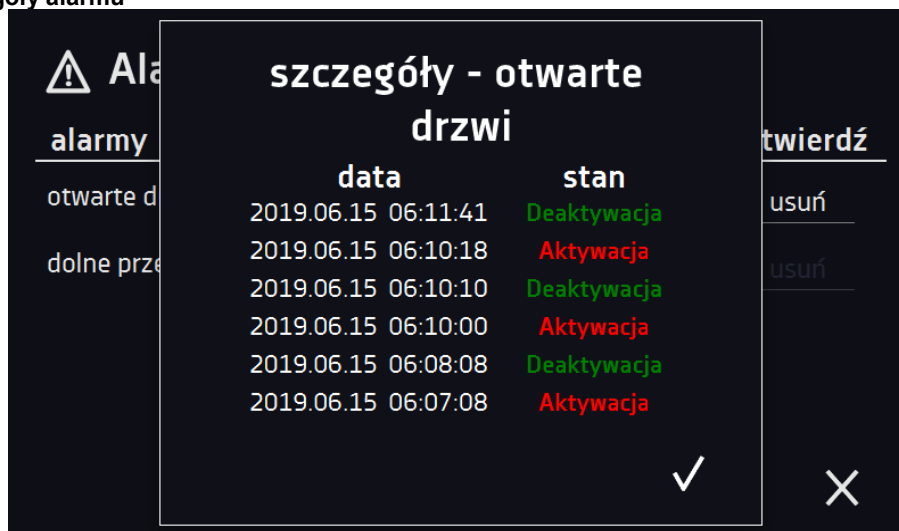 szczegóły - otwarte
drzwi
alarmy
twierdź
data stan
otwarte d
usuń
2019.06.15 06:11:41 Deaktywacja
2019.06.15 06:10:18 Aktywacja
dolne prze
usuń
2019.06.15 06:10:10 Deaktywacja
2019.06.15 06:10:00 Aktywacja
2019.06.15 06:08:08 Deaktywacja
2019.06.15 06:07:08 Aktywacja